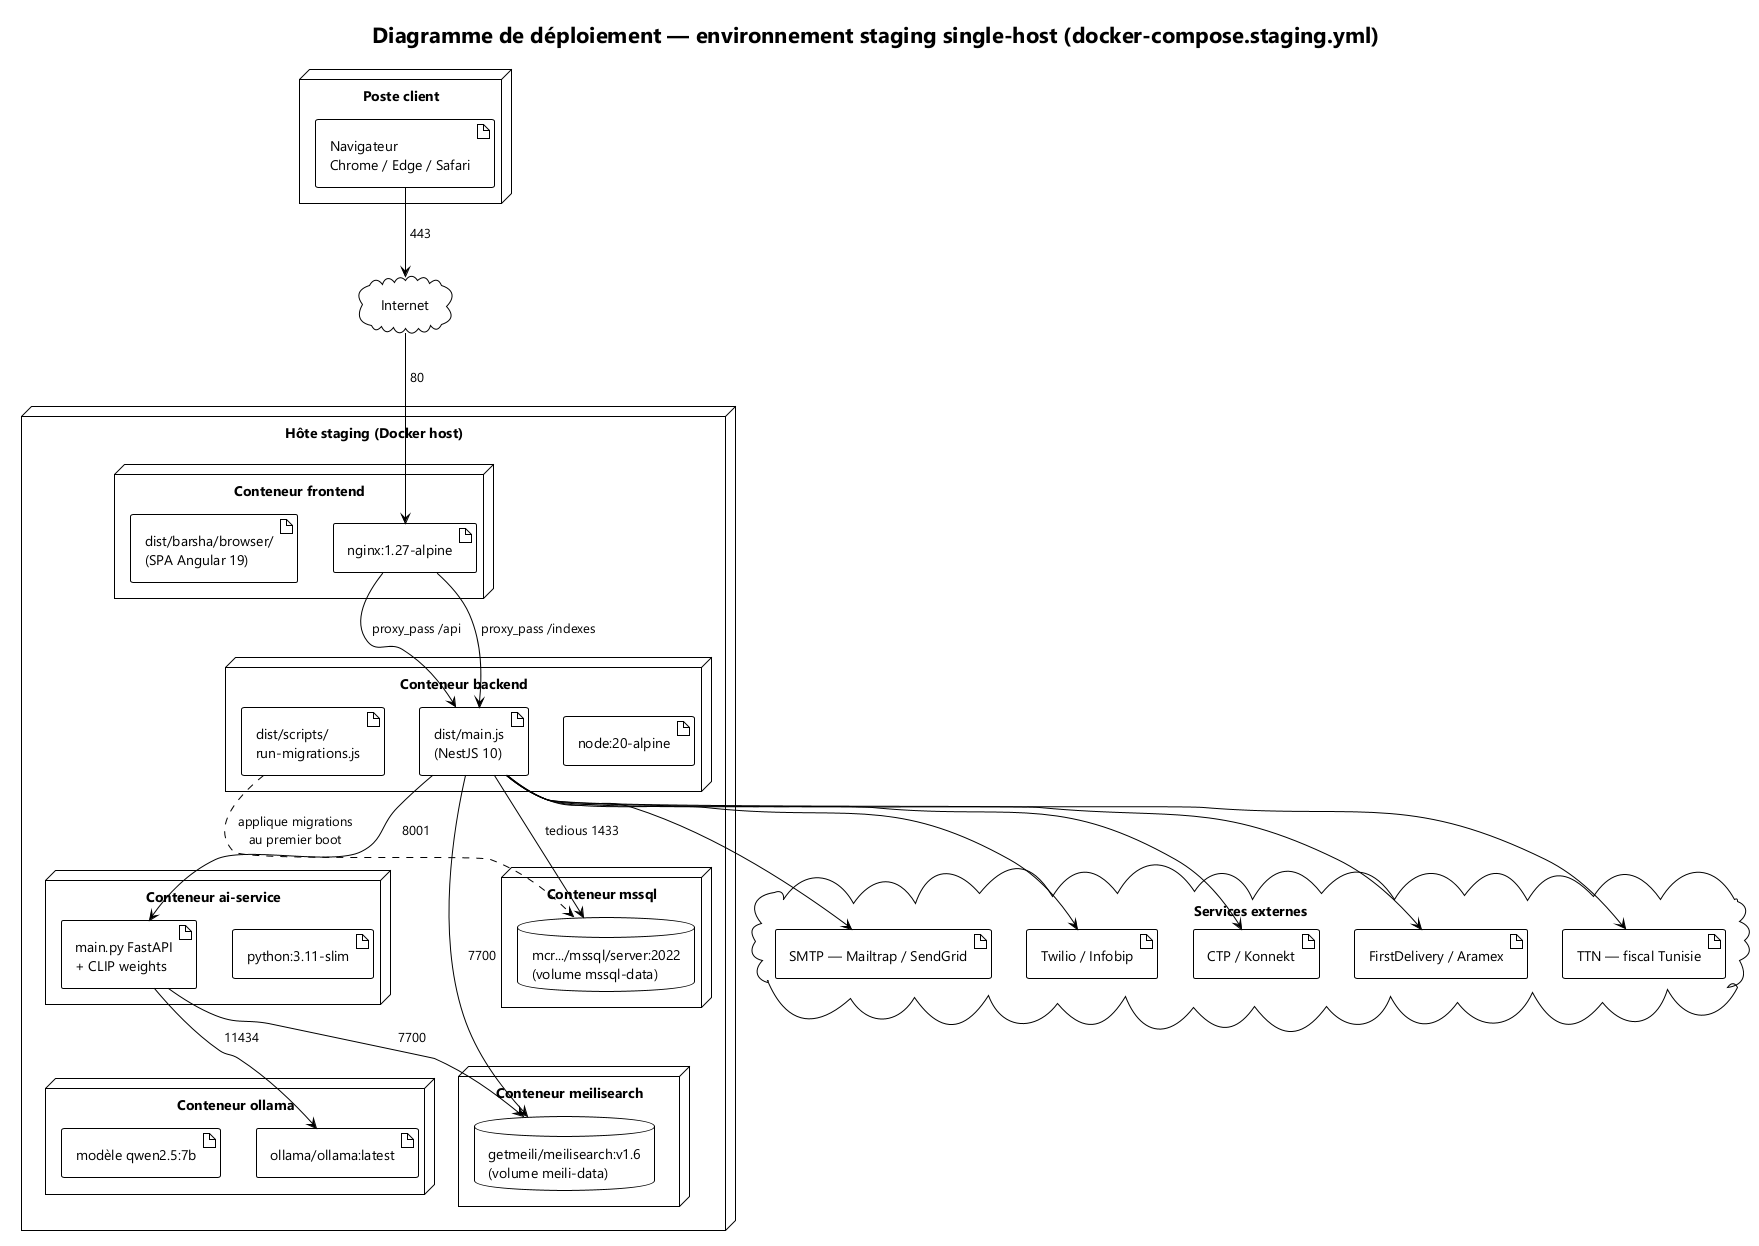 Diagramme de déploiement — environnement staging single-host (docker-compose.staging.yml)
Poste client
Navigateur
Chrome / Edge / Safari
443
Internet
80
Hôte staging (Docker host)
Conteneur frontend
dist/barsha/browser/
(SPA Angular 19)
nginx:1.27-alpine
proxy_pass /api
proxy_pass /indexes
Conteneur backend
dist/scripts/
run-migrations.js
dist/main.js
(NestJS 10)
node:20-alpine
applique migrations
au premier boot
8001
tedious 1433
Conteneur ai-service
main.py FastAPI
+ CLIP weights
python:3.11-slim
Conteneur mssql
mcr.../mssql/server:2022
(volume mssql-data)
Services externes
SMTP — Mailtrap / SendGrid
Twilio / Infobip
CTP / Konnekt
FirstDelivery / Aramex
TTN — fiscal Tunisie
7700
11434
7700
Conteneur ollama
modèle qwen2.5:7b
ollama/ollama:latest
Conteneur meilisearch
getmeili/meilisearch:v1.6
(volume meili-data)